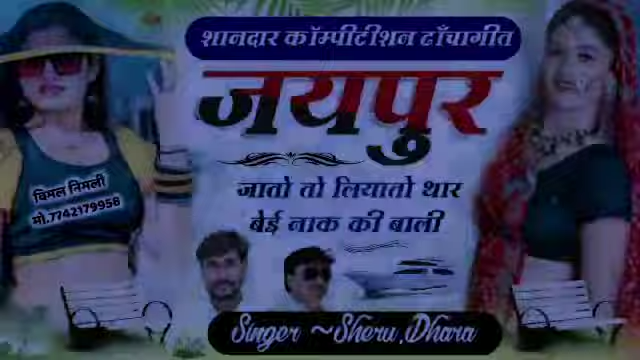 शानदार कॉम्पीटीशन टाँचागीत
जयपुर
जातो तो लियातो थार
बेई नाक की बाली
विमल निमली
मो.7742179958
Singer ~Sheru,Dhara